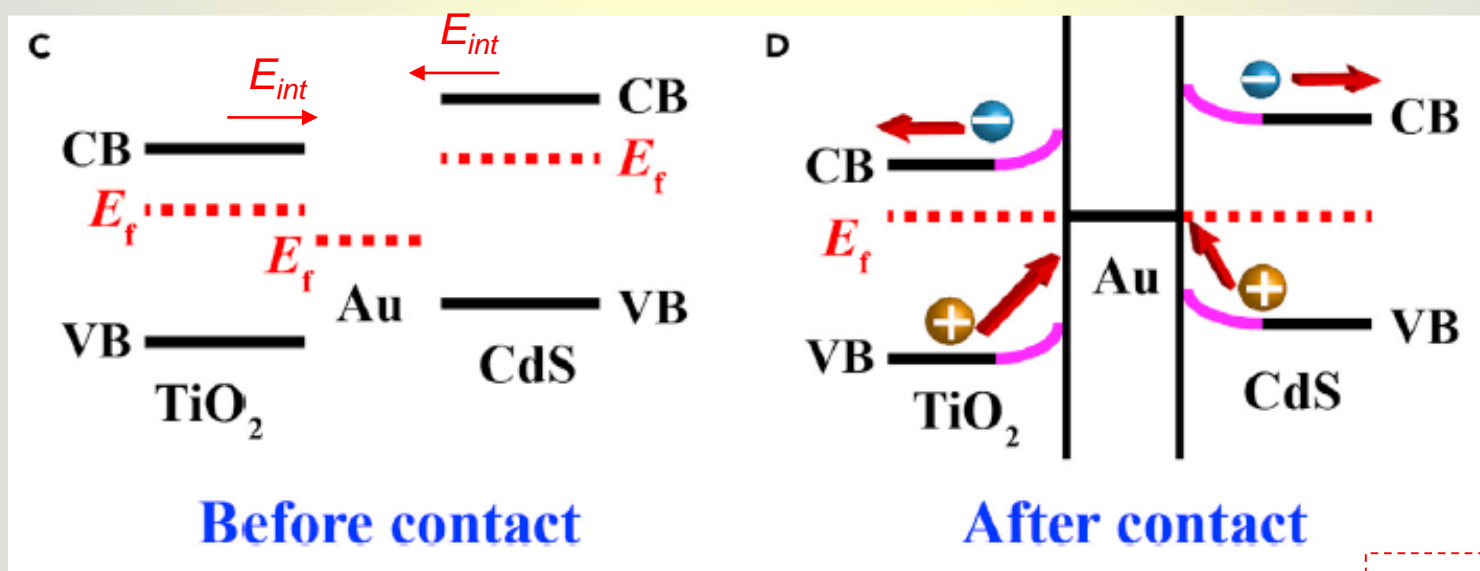 C
E_int
E_int
CB
CB
E_f
E_f
E_f
Au
VB
VB
CdS
TiO₂
Before contact
D
CB
CB
E_f
Au
VB
VB
TiO₂
CdS
After contact